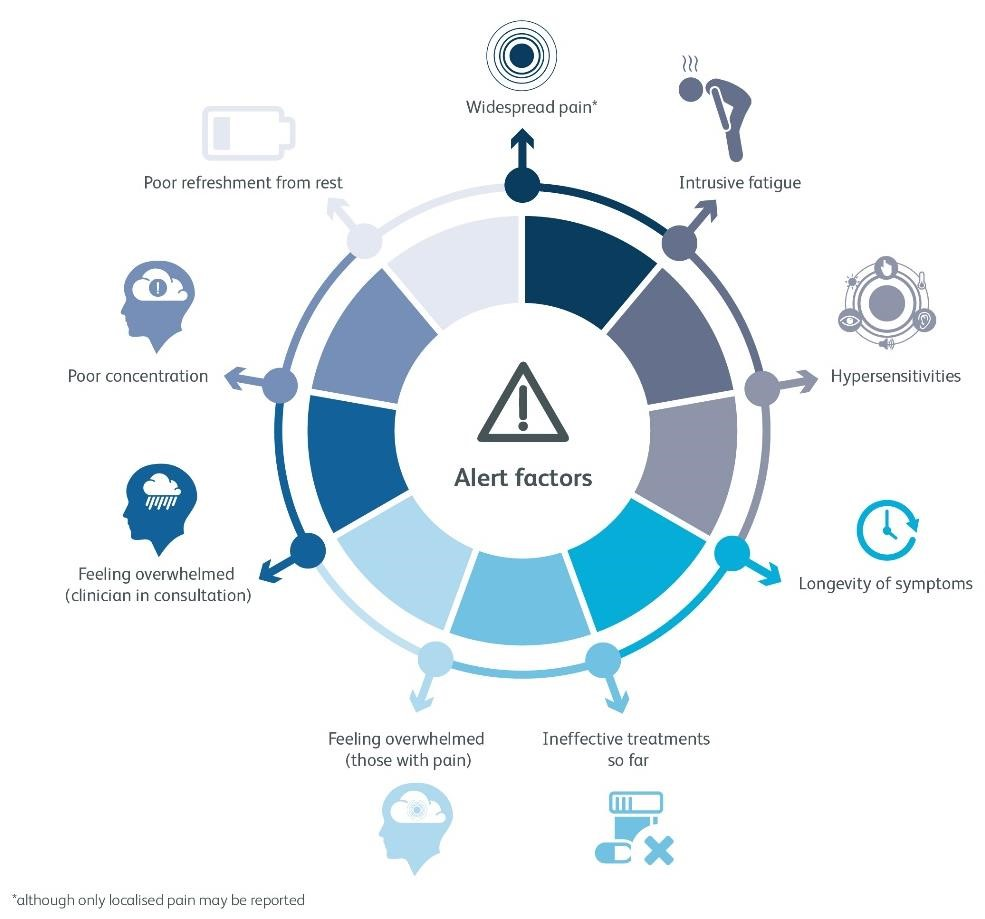 Widespread pain*
Poor refreshment from rest
Intrusive fatigue
Poor concentration
Hypersensitivities
Alert factors
Feeling overwhelmed
(clinician in consultation)
Longevity of symptoms
Feeling overwhelmed
(those with pain)
Ineffective treatments
so far
*although only localised pain may be reported